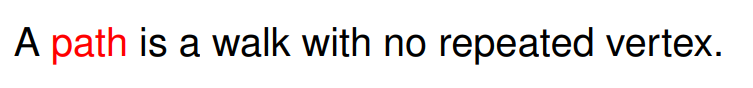 A path is a walk with no repeated vertex.